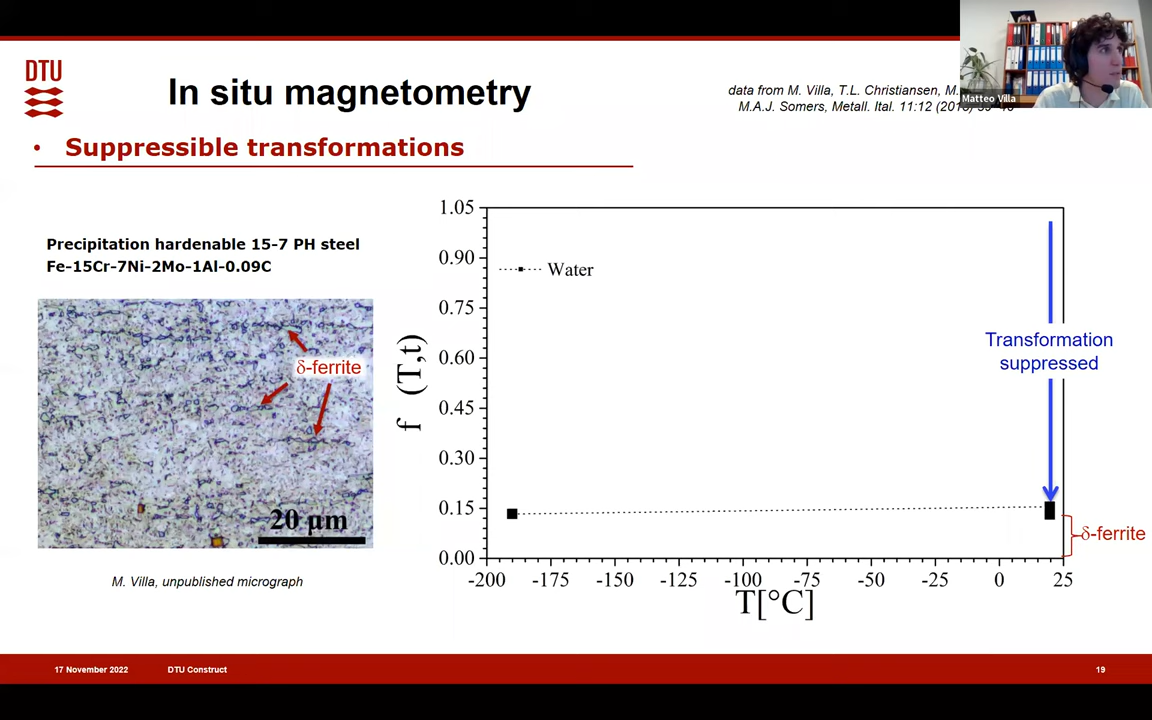 DTU
In situ magnetometry
data from M. Villa, T.L. Christiansen, M.
M.A.J. Somers, Metall. Ital. 11:12
Matteo Villa
• Suppressible transformations
Precipitation hardenable 15-7 PH steel
Fe-15Cr-7Ni-2Mo-1Al-0.09C
δ-ferrite
20 µm
M. Villa, unpublished micrograph
1.05
0.90
0.75
0.60
0.45
0.30
0.15
0.00
f (T,t)
Water
Transformation
suppressed
δ-ferrite
-200 -175 -150 -125 -100 -75 -50 -25 0 25
T[°C]
17 November 2022 DTU Construct 19